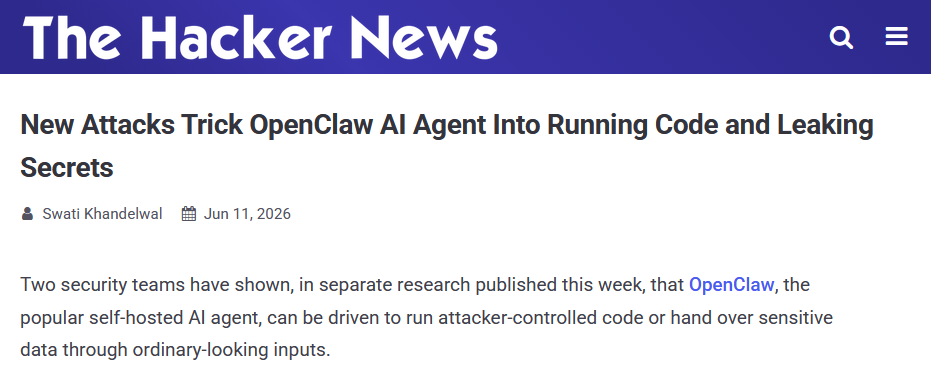 The Hacker News
New Attacks Trick OpenClaw AI Agent Into Running Code and Leaking
Secrets
Swati Khandelwal Jun 11, 2026
Two security teams have shown, in separate research published this week, that OpenClaw, the
popular self-hosted AI agent, can be driven to run attacker-controlled code or hand over sensitive
data through ordinary-looking inputs.